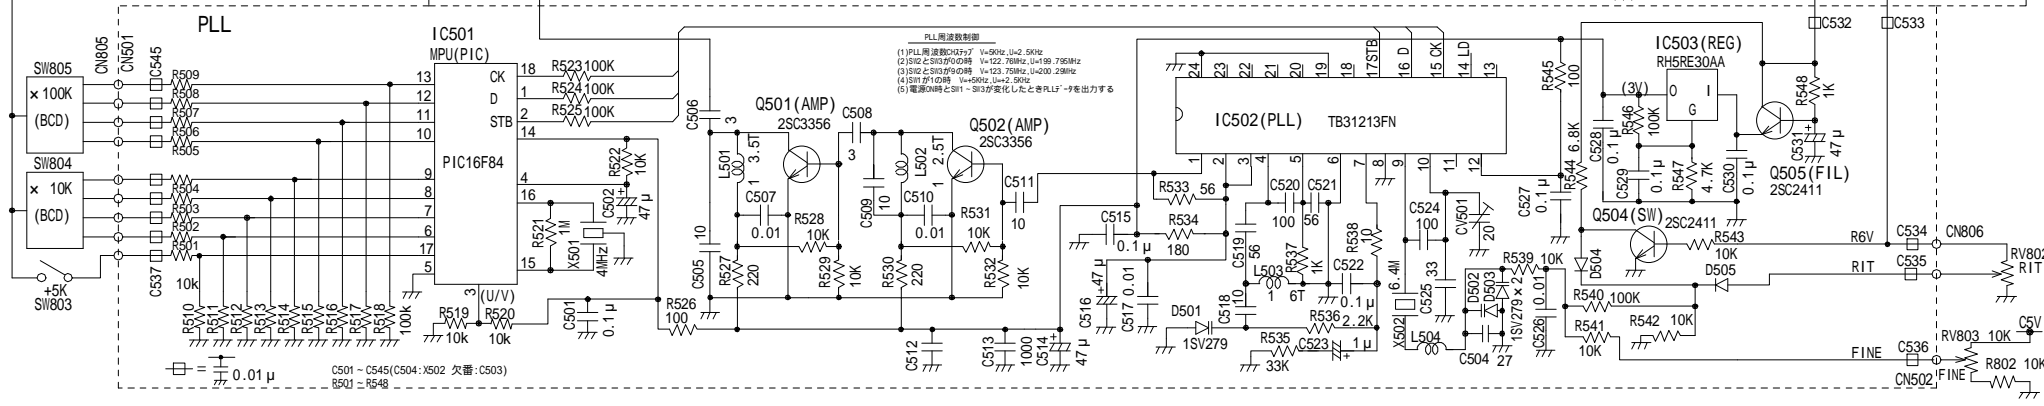 PLL
SW805
× 100K
(BCD)
SW804
× 10K
(BCD)
+5K
SW803
CN805
CN501
C545
R509
R508
R507
R506
R505
R504
R503
R502
R501
C537
10k
R510
R511
R512
R513
R514
R515
R516
R517
R518
100k
= 0.01μ
C501~C545(C504:X502 欠番:C503)
R501~R548
IC501
MPU(PIC)
PIC16F84
13
12
11
10
9
8
7
6
17
5
18
1
2
14
4
16
15
3
CK
D
STB
(U/V)
R523 100K
R524 100K
R525 100K
R522
10K
C502
47μ
R521
1M
X501
4MHz
R519
10k
R520
10k
C501
0.1μ
R526
100
C506
3
C505
10
L501
3.5T
1
Q501(AMP)
2SC3356
C507
0.01
R527
220
R528
10K
R529
10K
C508
3
C509
10
L502
2.5T
1
Q502(AMP)
2SC3356
C510
0.01
R530
220
R531
10K
R532
10K
C511
10
C512
C513
1000
C514
47μ
PLL周波数制御
(1)PLL周波数CHステップ V=5KHz,U=2.5KHz
(2)SW2とSW3が0の時 V=122.76MHz,U=199.795MHz
(3)SW2とSW3が9の時 V=123.75MHz,U=200.29MHz
(4)SW1が1の時 V=+5KHz,U=+2.5KHz
(5)電源ON時とSW1~SW3が変化したときPLLデータを出力する
IC502(PLL) TB31213FN
24
23
22
21
20
19
18
17STB
16 D
15 CK
14 LD
13
1
2
3
4
5
6
7
8
9
10
11
12
R533
56
R534
180
C515
0.1μ
C516
47μ
C517 0.01
C518
10
C519
56
C520
100
C521
56
L503
1
6T
R537
1K
C522
0.1μ
R538
10
D501
1SV279
R535
33K
R536
2.2K
C523
1μ
X502
6.4M
C524
100
C525
33
CV501
20
L504
C504
27
D502
D503
1SV279×2
R539 10K
C526 0.01
C527
0.1μ
R545
100
R544
6.8K
C528
0.1μ
(3V)
R546
100K
C529
0.1μ
R547
4.7K
IC503(REG)
RH5RE30AA
O
I
G
C530
0.1μ
C531
47μ
R548
1K
Q505(FIL)
2SC2411
C532
C533
Q504(SW)
2SC2411
R543
10K
D504
D505
R540
100K
R541
10K
R542
10K
R6V
RIT
FINE
C534
C535
C536
CN806
CN502
RV802
RIT
RV803 10K
FINE
C5V
R802 10K